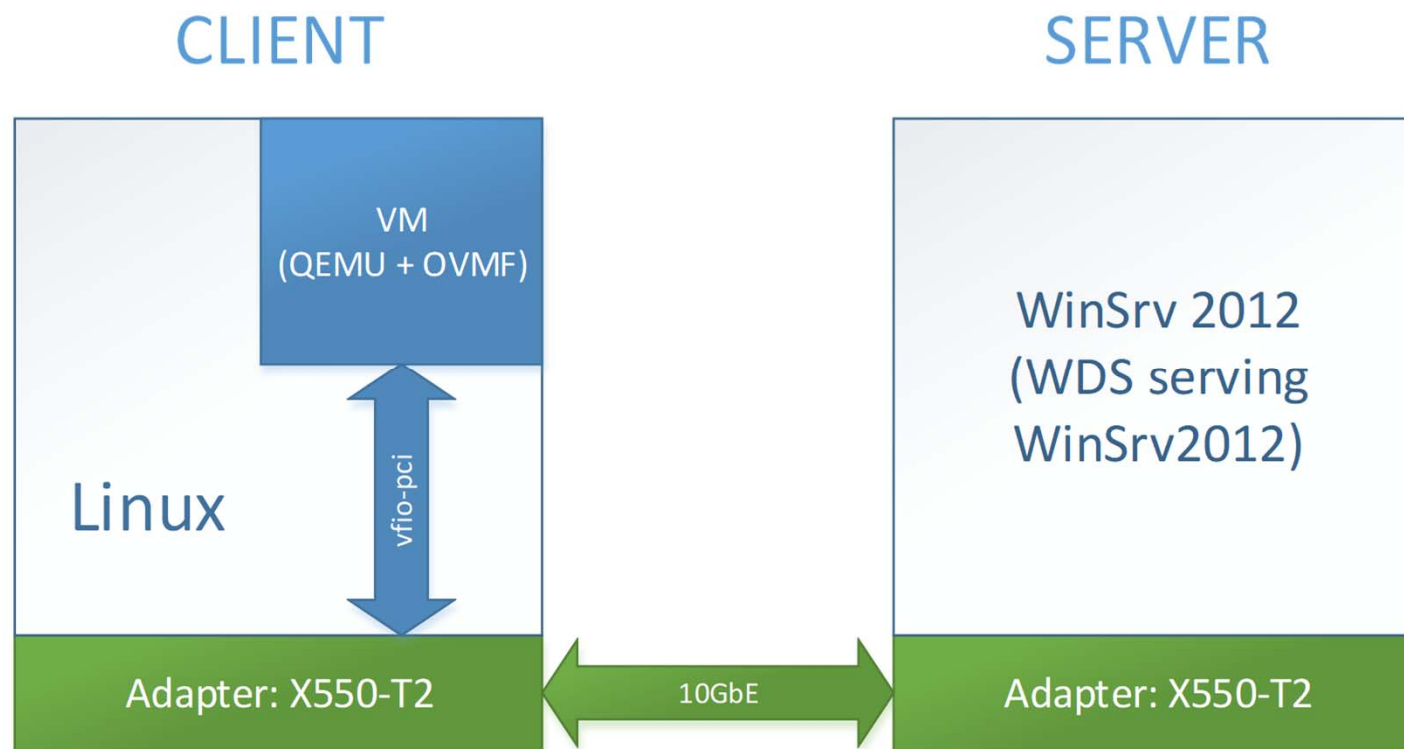 CLIENT
SERVER
VM
(QEMU + OVMF)
WinSrv 2012
(WDS serving
WinSrv2012)
Linux
vfio-pci
Adapter: X550-T2
10GbE
Adapter: X550-T2